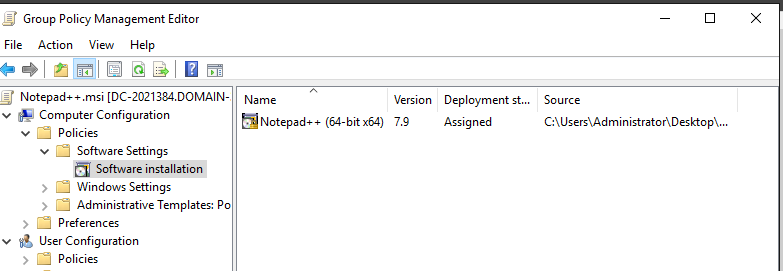 Group Policy Management Editor
File Action View Help
Notepad++.msi [DC-2021384.DOMAIN-
Computer Configuration
Policies
Software Settings
Software installation
Windows Settings
Administrative Templates: Po
Preferences
User Configuration
Policies
Name Version Deployment st... Source
Notepad++ (64-bit x64) 7.9 Assigned C:\Users\Administrator\Desktop\...